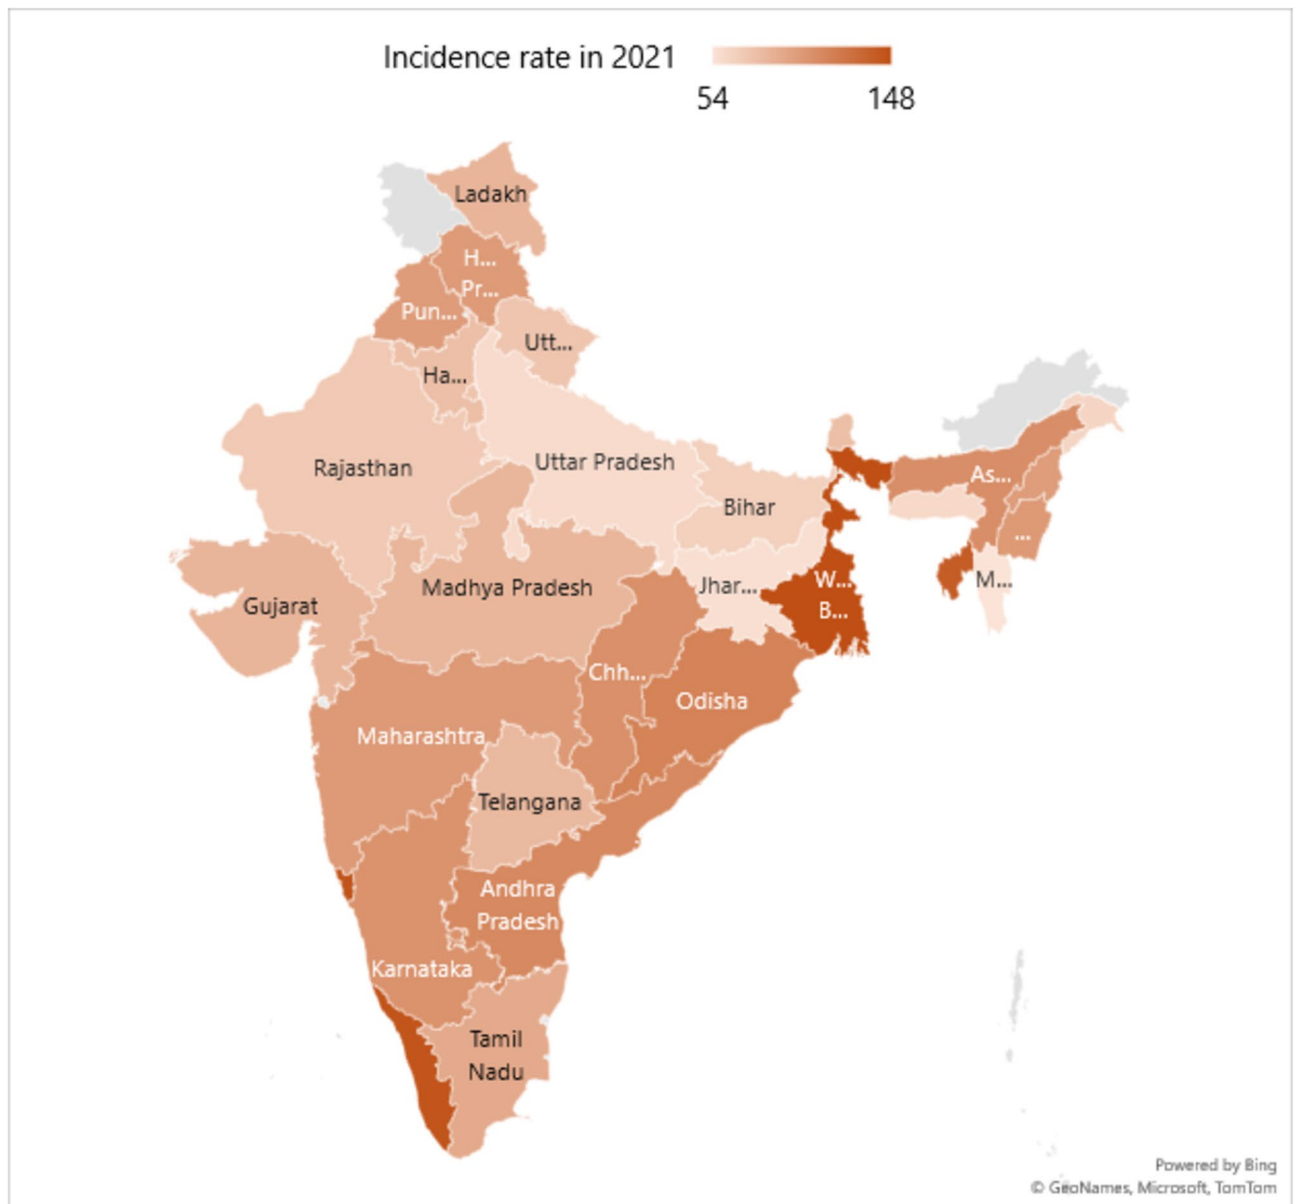 Incidence rate in 2021
54 148
Ladakh
H...
Pr...
Pun...
Utt...
Ha...
Rajasthan
Uttar Pradesh
As...
Bihar
...
Madhya Pradesh
Jhar...
W...
B...
M...
Gujarat
Chh...
Odisha
Maharashtra
Telangana
Andhra
Pradesh
Karnataka
Tamil
Nadu
Powered by Bing
© GeoNames, Microsoft, TomTom